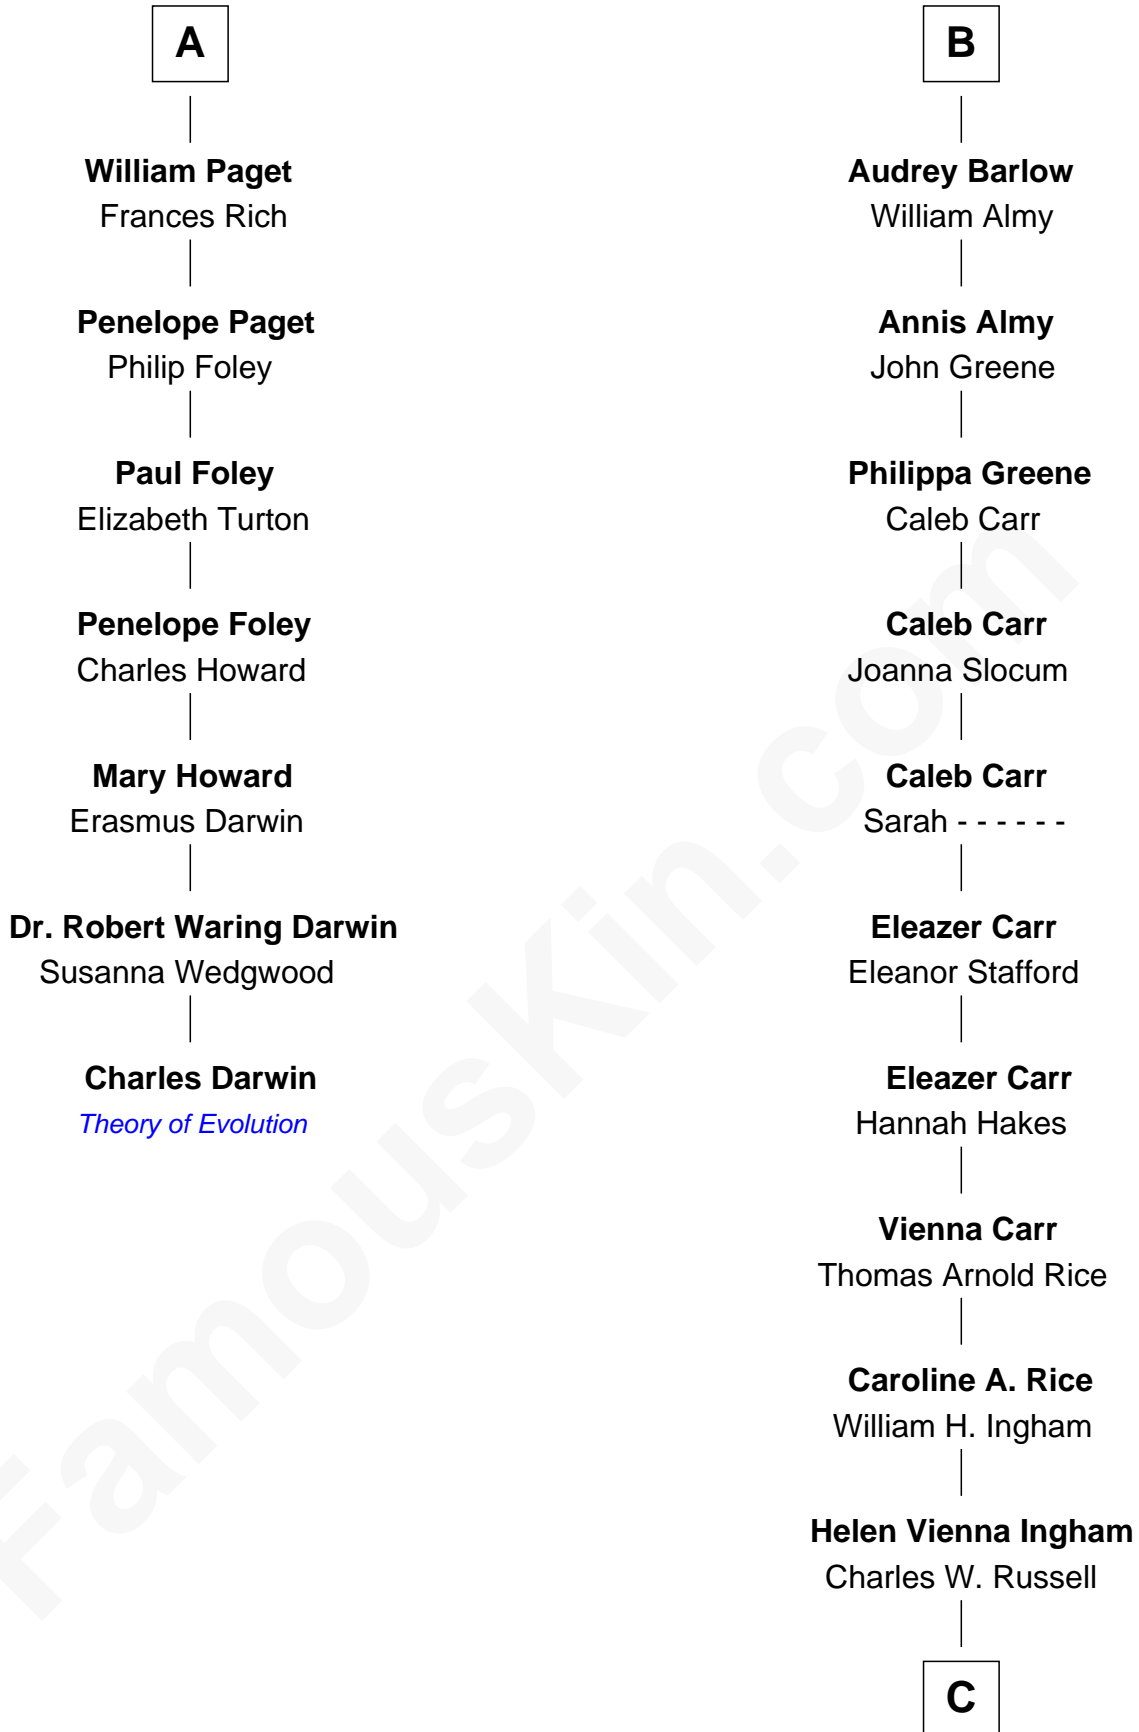 A
William Paget
Frances Rich
Penelope Paget
Philip Foley
Paul Foley
Elizabeth Turton
Penelope Foley
Charles Howard
Mary Howard
Erasmus Darwin
Dr. Robert Waring Darwin
Susanna Wedgwood
Charles Darwin
Theory of Evolution
B
Audrey Barlow
William Almy
Annis Almy
John Greene
Philippa Greene
Caleb Carr
Caleb Carr
Joanna Slocum
Caleb Carr
Sarah - - - - - -
Eleazer Carr
Eleanor Stafford
Eleazer Carr
Hannah Hakes
Vienna Carr
Thomas Arnold Rice
Caroline A. Rice
William H. Ingham
Helen Vienna Ingham
Charles W. Russell
C
FamousKin.com